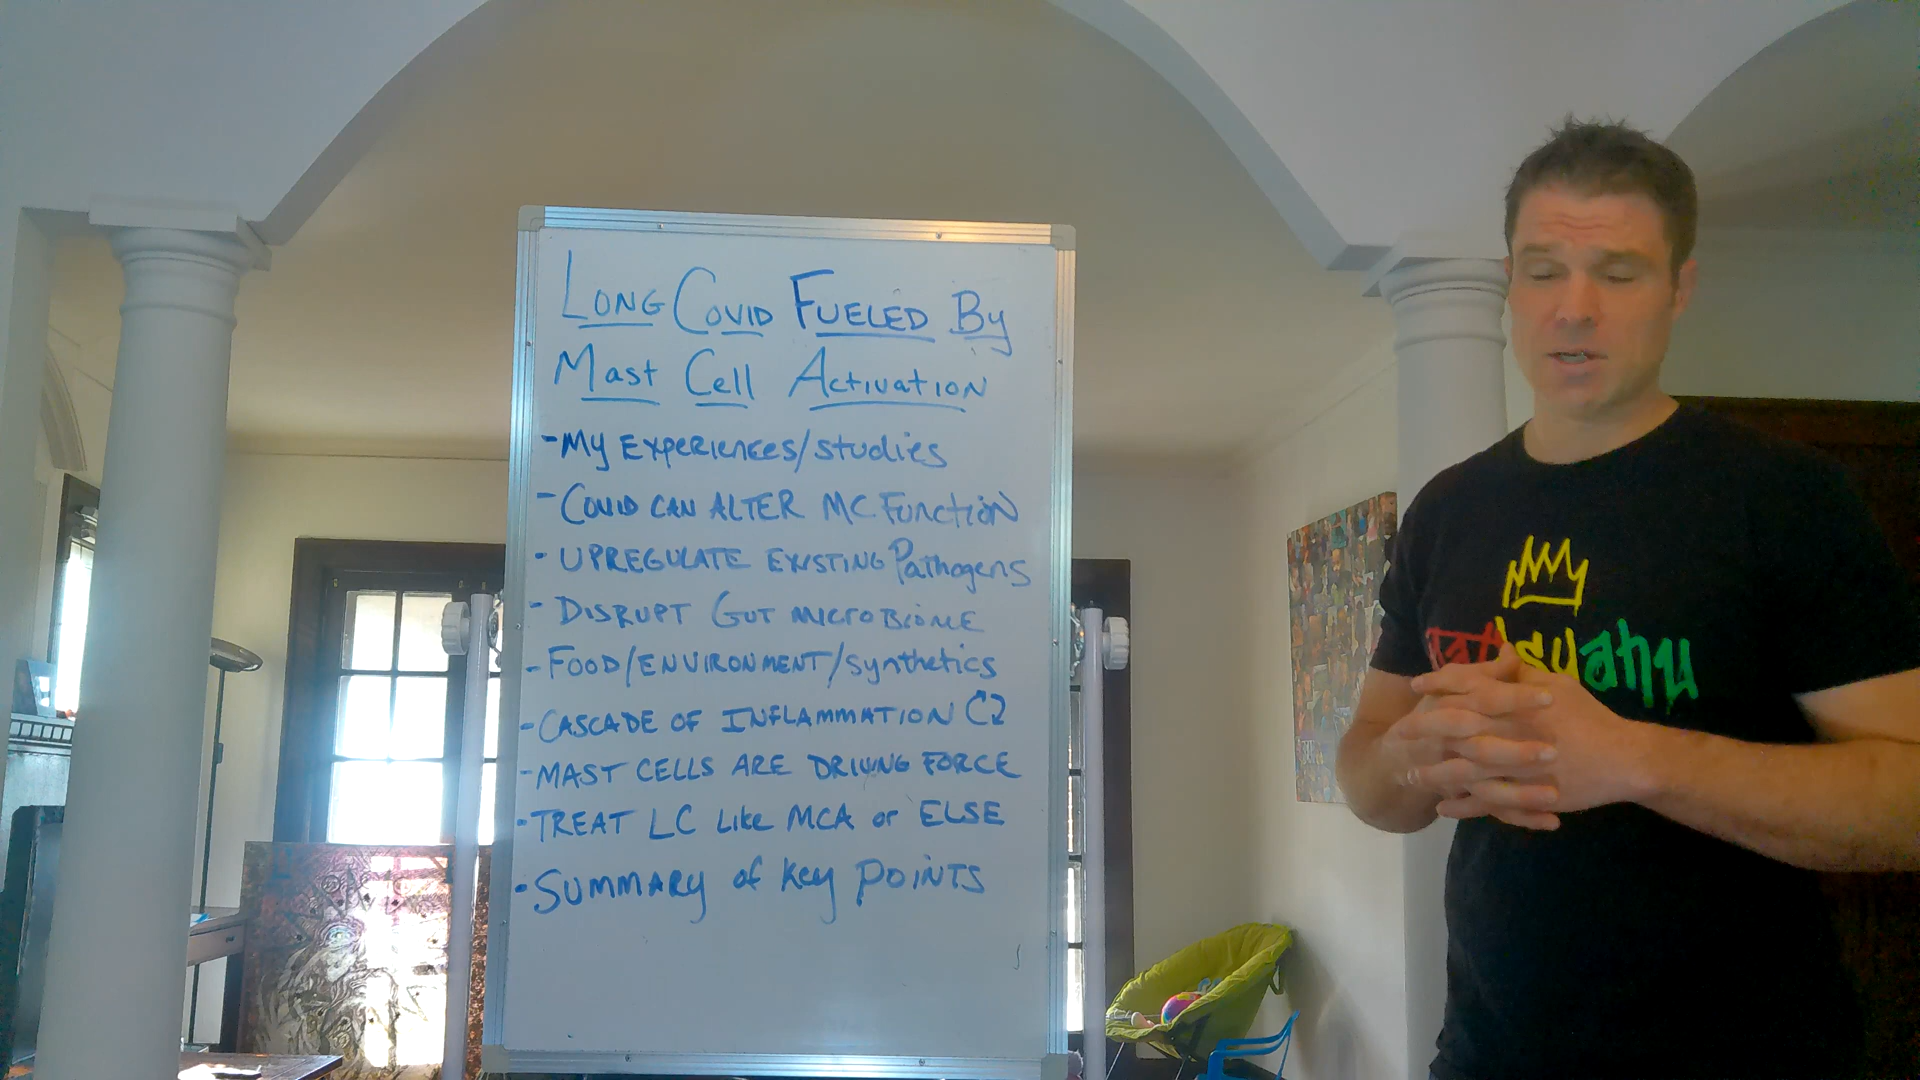 LONG COVID FUELED BY
MAST CELL ACTIVATION
- MY EXPERIENCES/STUDIES
- COVID CAN ALTER MC FUNCTION
- UPREGULATE EXISTING PATHOGENS
- DISRUPT GUT MICROBIOME
- FOOD/ENVIRONMENT/SYNTHETICS
- CASCADE OF INFLAMMATION
- MAST CELLS ARE DRIVING FORCE
- TREAT LC LIKE MCA or ELSE
- SUMMARY of KEY POINTS